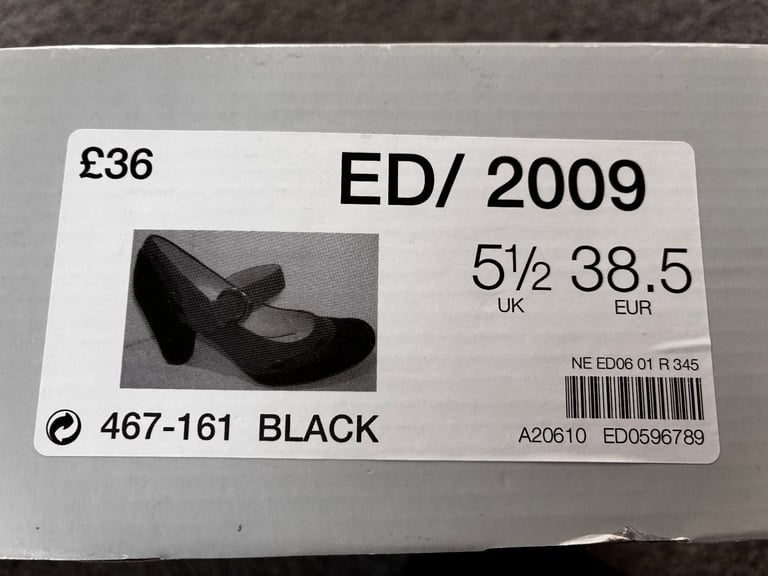 £36
ED/ 2009
5½ 38.5
UK EUR
NE ED06 01 R 345
467-161 BLACK
A20610 ED0596789